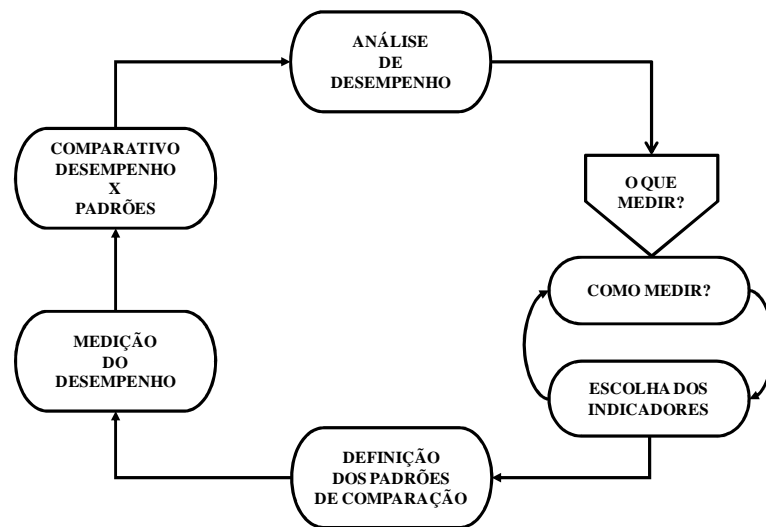 ANÁLISE
DE
DESEMPENHO
O QUE
MEDIR?
COMO MEDIR?
ESCOLHA DOS
INDICADORES
DEFINIÇÃO
DOS PADRÕES
DE COMPARAÇÃO
MEDIÇÃO
DO
DESEMPENHO
COMPARATIVO
DESEMPENHO
X
PADRÕES